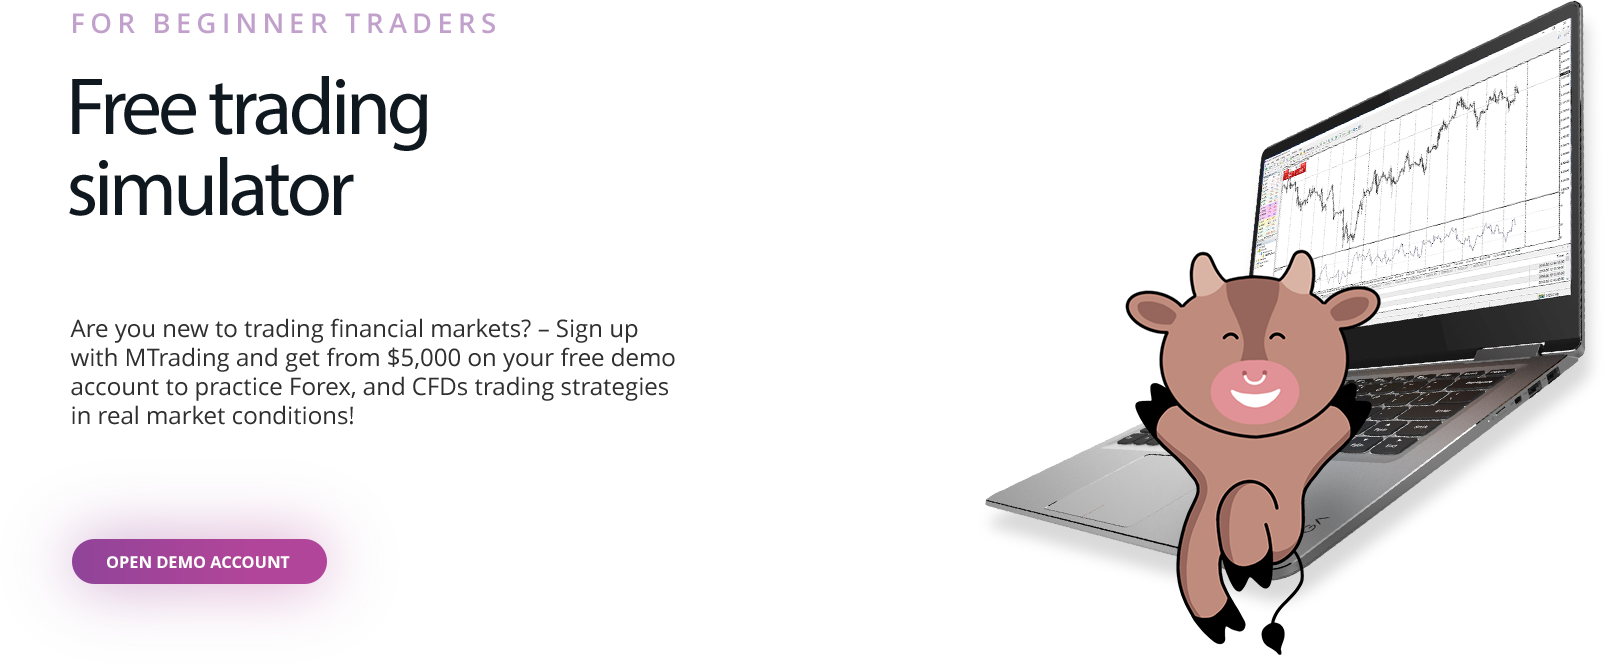 FOR BEGINNER TRADERS
Free trading
simulator
Are you new to trading financial markets? – Sign up
with MTrading and get from $5,000 on your free demo
account to practice Forex, and CFDs trading strategies
in real market conditions!
OPEN DEMO ACCOUNT